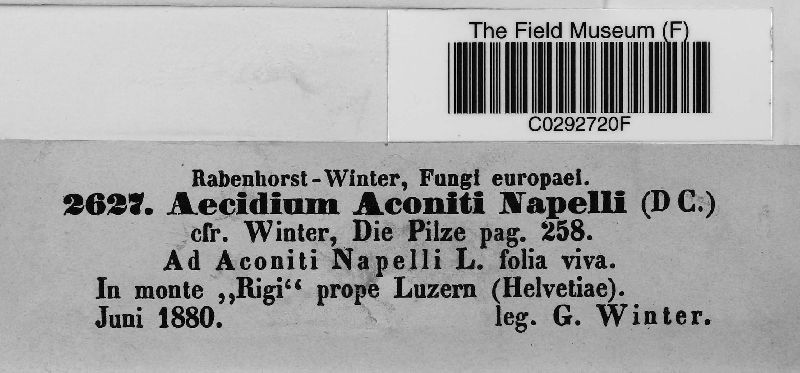 The Field Museum (F)
C0292720F
Rabenhorst-Winter, Fungi europaei.
2627. Aecidium Aconiti Napelli (D C.)
cfr. Winter, Die Pilze pag. 258.
Ad Aconiti Napelli L. folia viva.
In monte „Rigi“ prope Luzern (Helvetiae).
Juni 1880. leg. G. Winter.